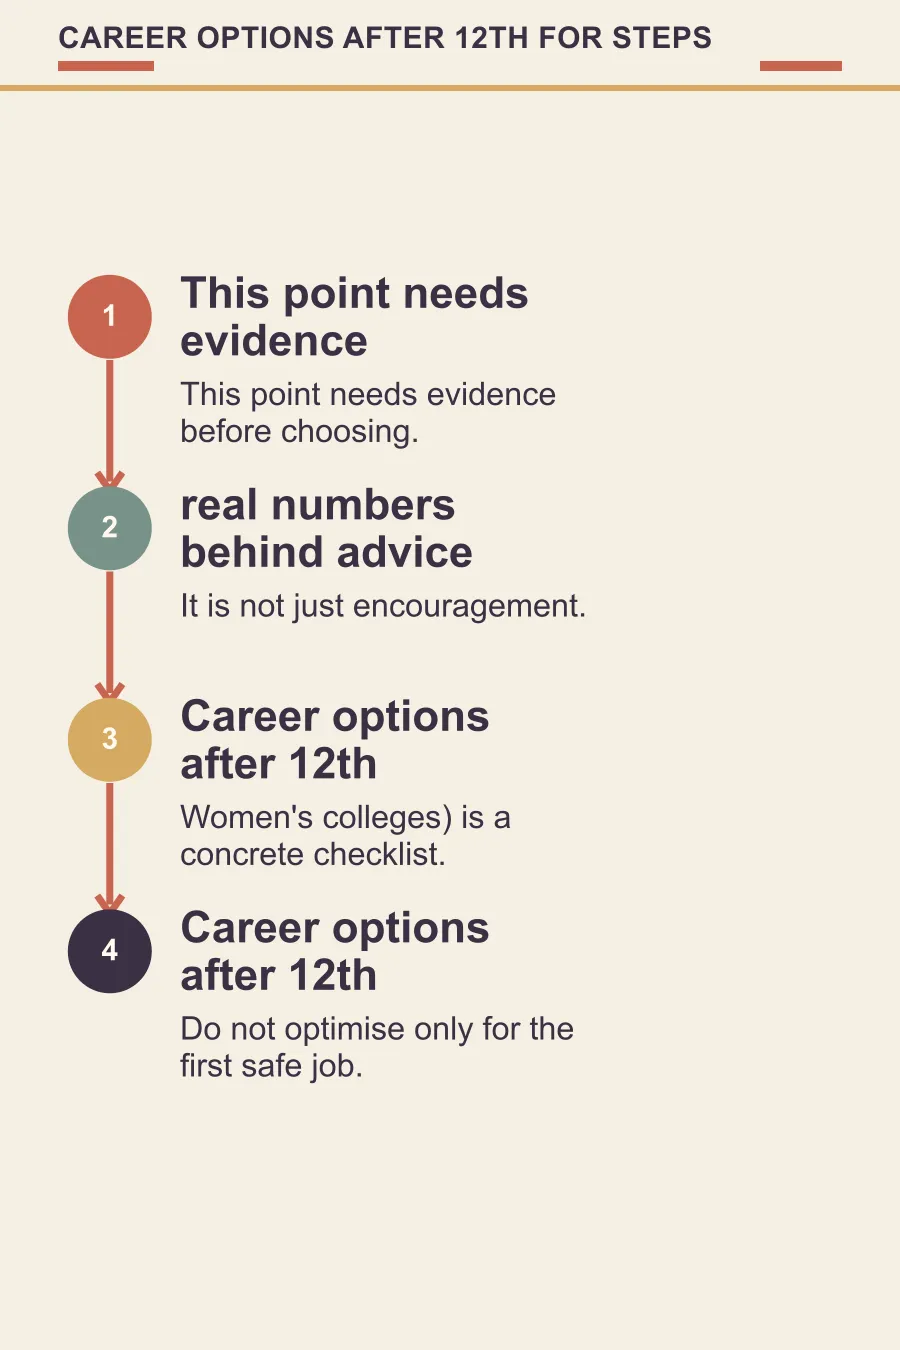 CAREER OPTIONS AFTER 12TH FOR STEPS
1
This point needs
evidence
This point needs evidence
before choosing.
2
real numbers
behind advice
It is not just encouragement.
3
Career options
after 12th
Women's colleges) is a
concrete checklist.
4
Career options
after 12th
Do not optimise only for the
first safe job.